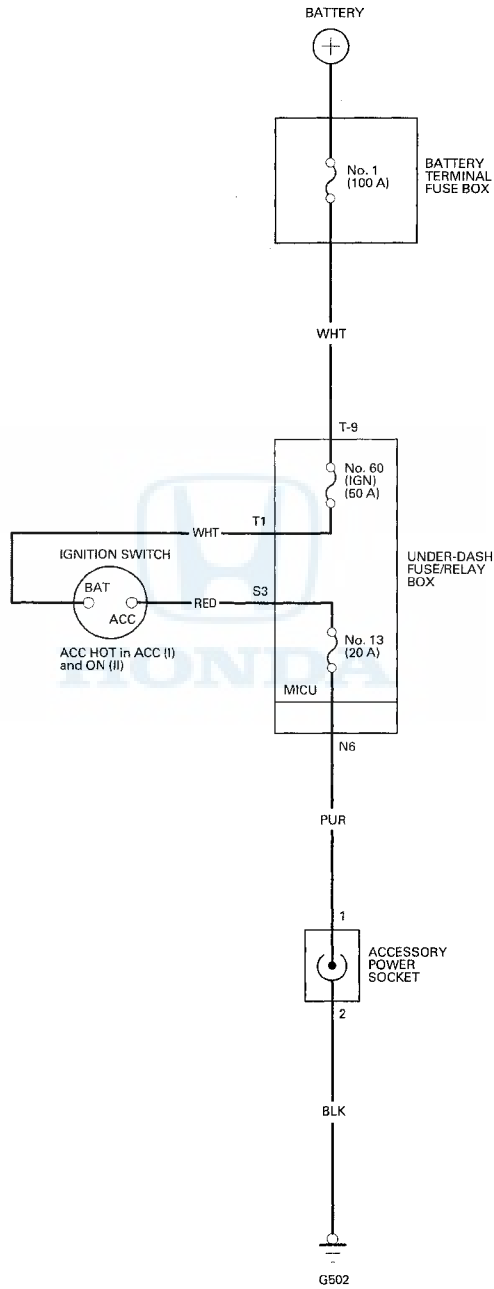 BATTERY
No. 1
(100 A)
BATTERY
TERMINAL
FUSE BOX
WHT
T-9
No. 60
(IGN)
(50 A)
T1
WHT
IGNITION SWITCH
BAT
ACC
RED
S3
UNDER-DASH
FUSE/RELAY
BOX
ACC HOT in ACC (I)
and ON (II)
No. 13
(20 A)
HONDA
MICU
N6
PUR
1
ACCESSORY
POWER
SOCKET
2
BLK
G502